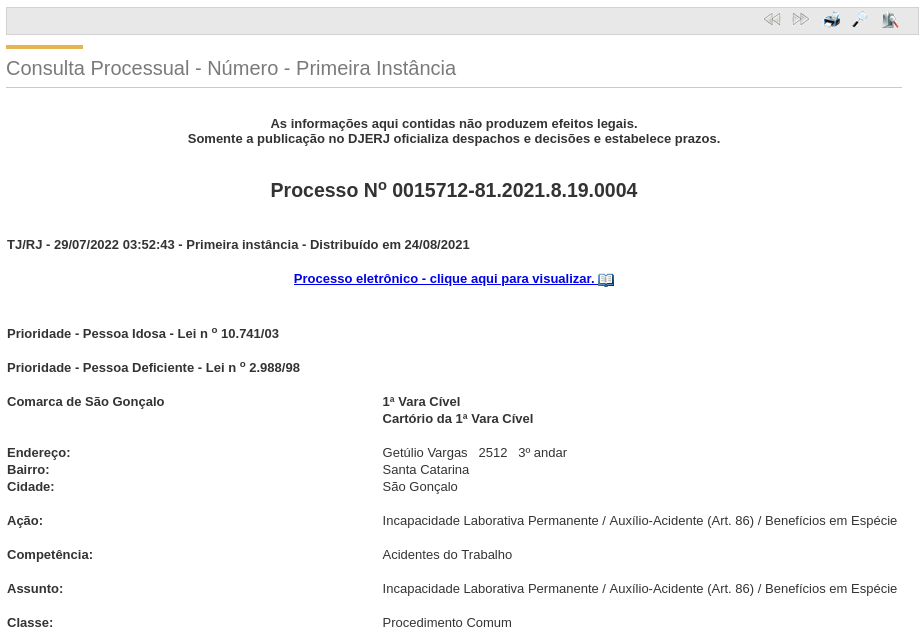 Consulta Processual - Número - Primeira Instância
As informações aqui contidas não produzem efeitos legais.
Somente a publicação no DJERJ oficializa despachos e decisões e estabelece prazos.
Processo Nº 0015712-81.2021.8.19.0004
TJ/RJ - 29/07/2022 03:52:43 - Primeira instância - Distribuído em 24/08/2021
Processo eletrônico - clique aqui para visualizar.
Prioridade - Pessoa Idosa - Lei n º 10.741/03
Prioridade - Pessoa Deficiente - Lei n º 2.988/98
Comarca de São Gonçalo 1ª Vara Cível
Cartório da 1ª Vara Cível
Endereço: Getúlio Vargas 2512 3º andar
Bairro: Santa Catarina
Cidade: São Gonçalo
Ação: Incapacidade Laborativa Permanente / Auxílio-Acidente (Art. 86) / Benefícios em Espécie
Competência: Acidentes do Trabalho
Assunto: Incapacidade Laborativa Permanente / Auxílio-Acidente (Art. 86) / Benefícios em Espécie
Classe: Procedimento Comum